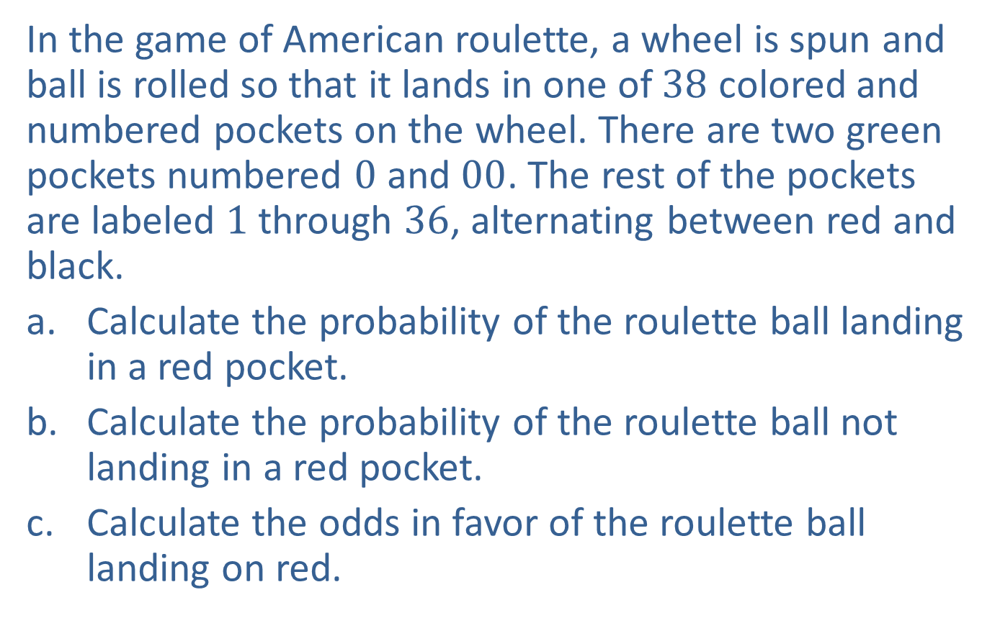 In the game of American roulette, a wheel is spun and
ball is rolled so that it lands in one of 38 colored and
numbered pockets on the wheel. There are two green
pockets numbered 0 and 00. The rest of the pockets
are labeled 1 through 36, alternating between red and
black.
a. Calculate the probability of the roulette ball landing
in a red pocket.
b. Calculate the probability of the roulette ball not
landing in a red pocket.
c. Calculate the odds in favor of the roulette ball
landing on red.